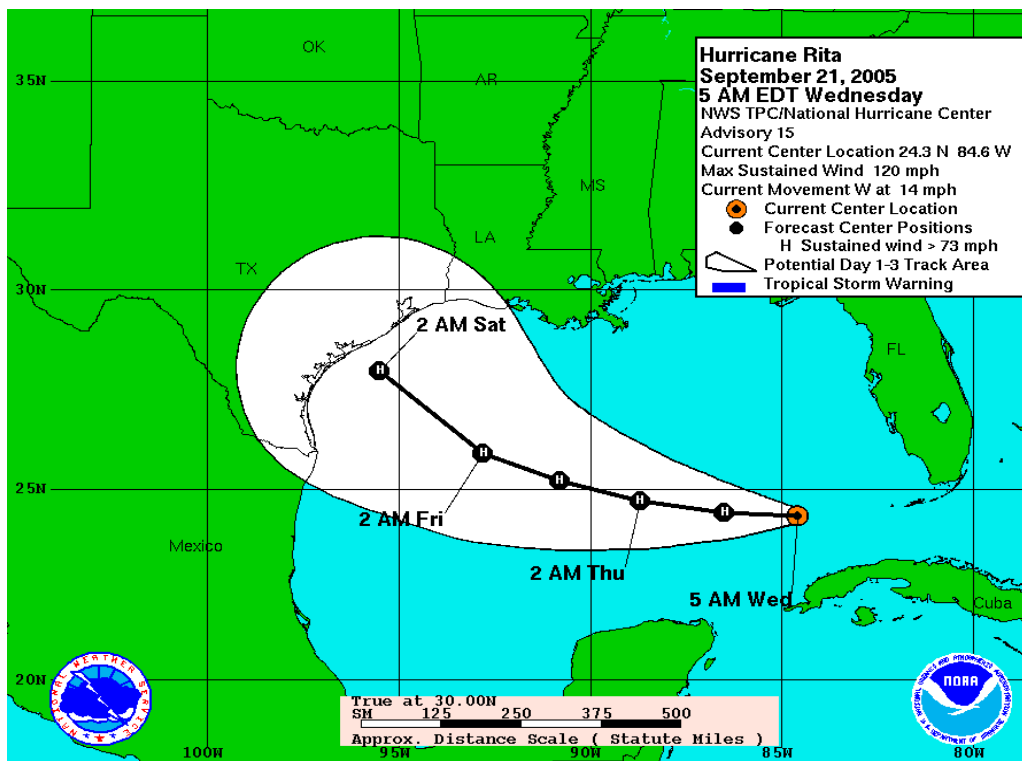 Hurricane Rita
September 21, 2005
5 AM EDT Wednesday
NWS TPC/National Hurricane Center
Advisory 15
Current Center Location 24.3 N 84.6 W
Max Sustained Wind 120 mph
Current Movement W at 14 mph
Current Center Location
Forecast Center Positions
H Sustained wind > 73 mph
Potential Day 1-3 Track Area
Tropical Storm Warning
OK
35N
AR
MS
LA
TX
30N
2 AM Sat
FL
H
H
H
25N
H
H
2 AM Fri
Mexico
2 AM Thu
5 AM Wed
Cuba
20N
NATIONAL WEATHER SERVICE
NOAA
True at 30.00N
SM 125 250 375 500
Approx. Distance Scale ( Statute Miles )
100W 95W 90W 85W 80W